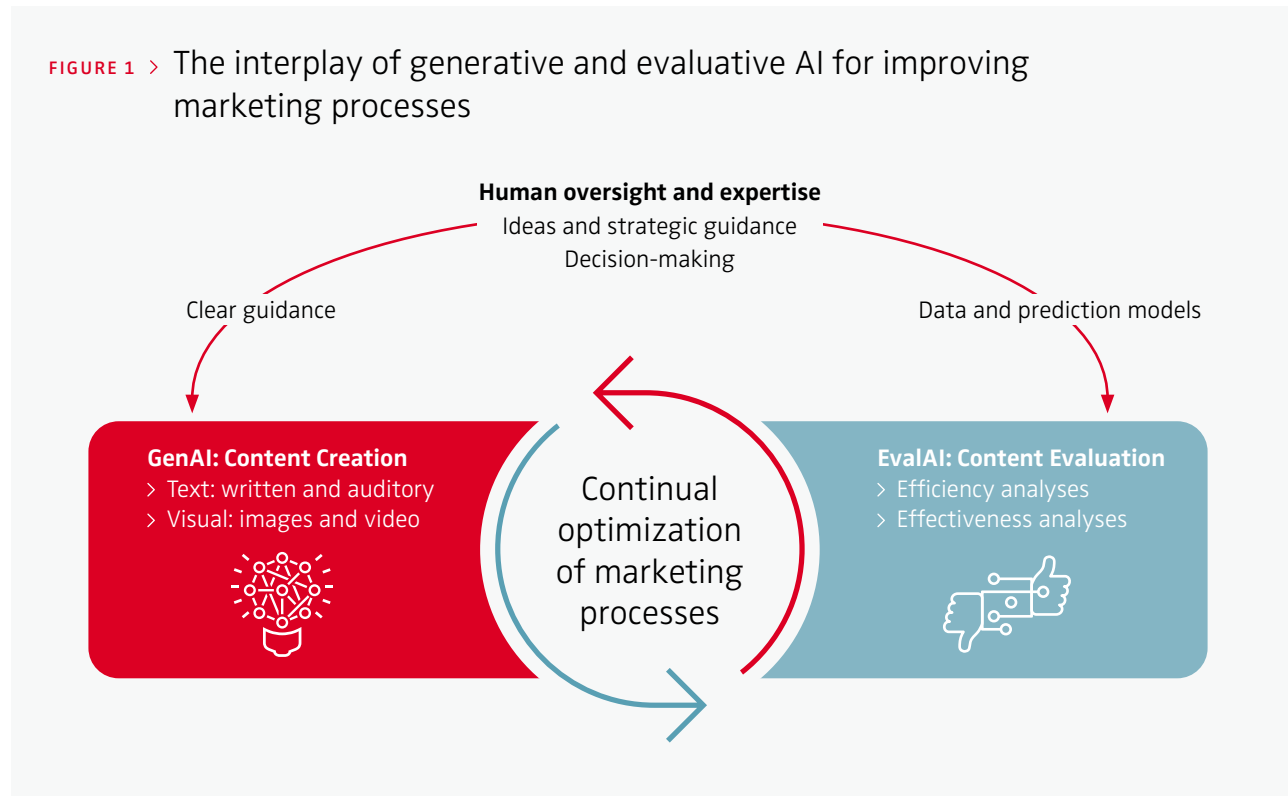 FIGURE 1 > The interplay of generative and evaluative AI for improving
marketing processes
Human oversight and expertise
Ideas and strategic guidance
Decision-making
Clear guidance
Data and prediction models
GenAI: Content Creation
> Text: written and auditory
> Visual: images and video
Continual
optimization
of marketing
processes
EvalAI: Content Evaluation
> Efficiency analyses
> Effectiveness analyses